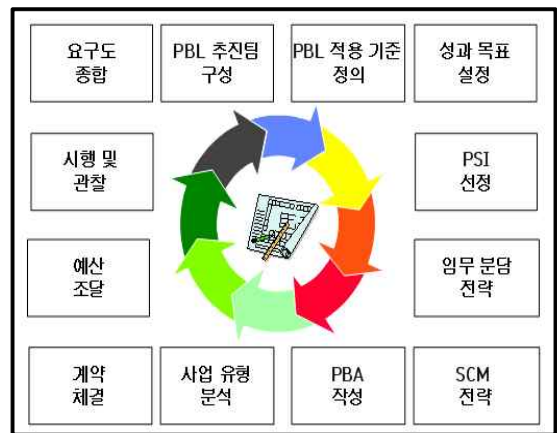 요구도
종합
PBL 추진팀
구성
PBL 적용 기준
정의
성과 목표
설정
시행 및
관찰
PSI
선정
예산
조달
임무 분담
전략
계약
체결
사업 유형
분석
PBA
작성
SCM
전략